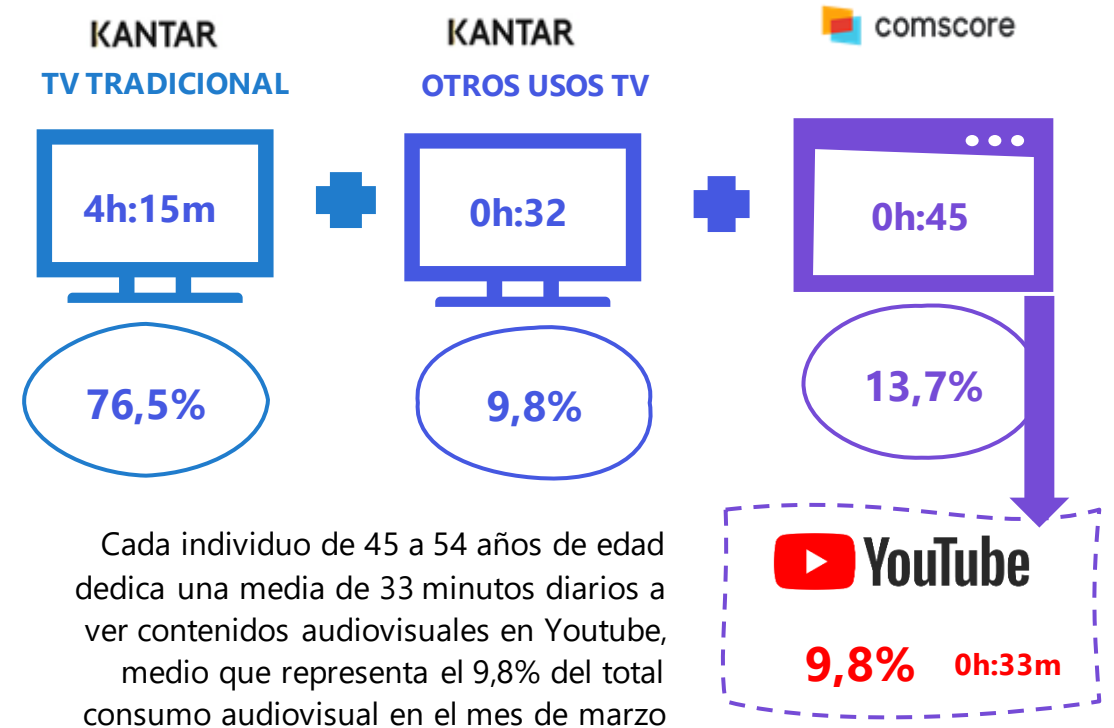 KANTAR
TV TRADICIONAL
KANTAR
OTROS USOS TV
comscore
4h:15m
0h:32
0h:45
76,5%
9,8%
13,7%
Cada individuo de 45 a 54 años de edad
dedica una media de 33 minutos diarios a
ver contenidos audiovisuales en Youtube,
medio que representa el 9,8% del total
consumo audiovisual en el mes de marzo
YouTube
9,8% 0h:33m